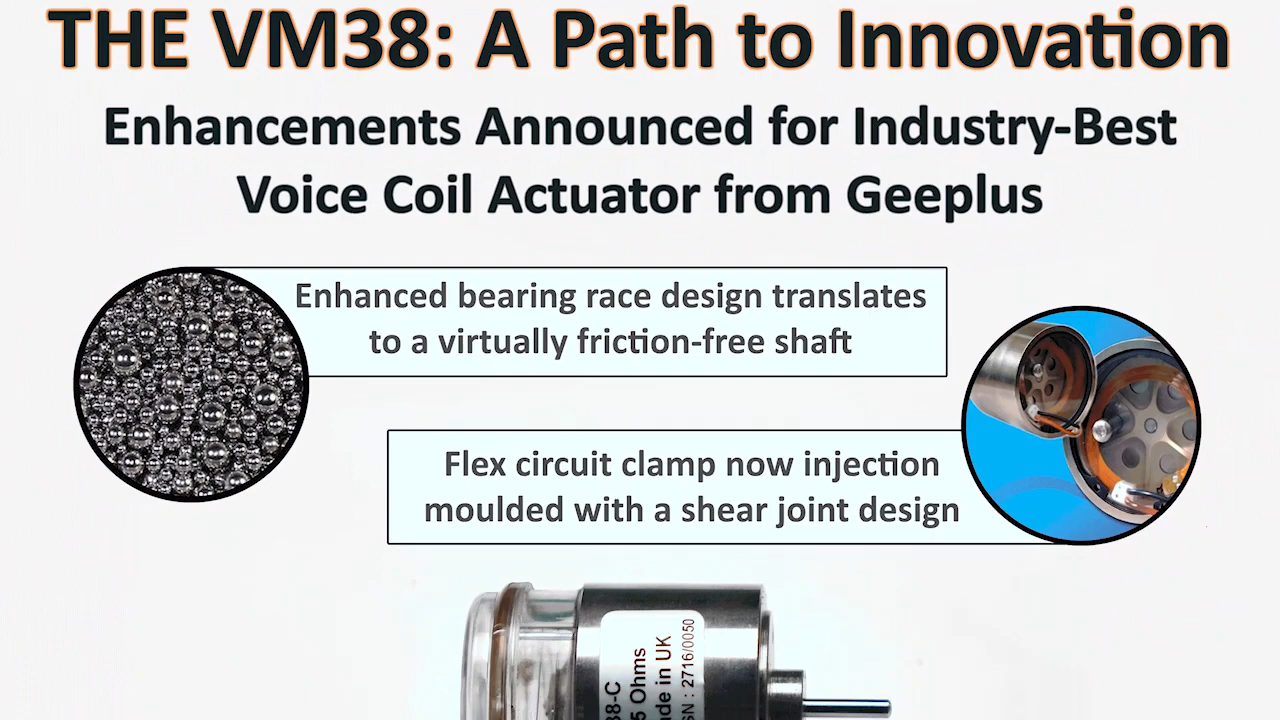 THE VM38: A Path to Innovation
Enhancements Announced for Industry-Best
Voice Coil Actuator from Geeplus
Enhanced bearing race design translates
to a virtually friction-free shaft
Flex circuit clamp now injection
moulded with a shear joint design
38-C
5 Ohms
ade in UK
SN : 2716/0050